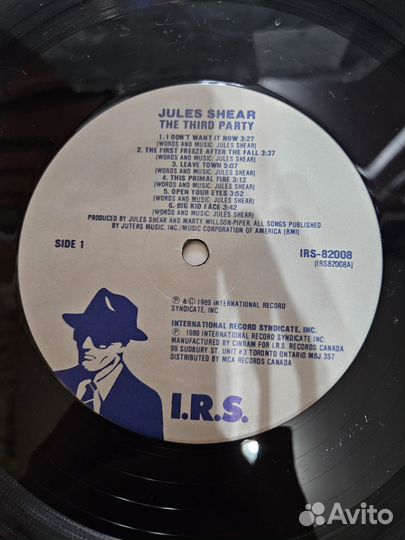 JULES SHEAR
THE THIRD PARTY
1. I DON'T WANT IT NOW 3:27
(WORDS AND MUSIC: JULES SHEAR)
2. THE FIRST FREEZE AFTER THE FALL 3:37
(WORDS AND MUSIC: JULES SHEAR)
3. LEAVE TOWN 5:07
(WORDS AND MUSIC: JULES SHEAR)
4. THIS PRIMAL FIRE 3:12
(WORDS AND MUSIC: JULES SHEAR)
5. OPEN YOUR EYES 3:52
(WORDS AND MUSIC: JULES SHEAR)
6. BIG KID FACE 3:42
(WORDS AND MUSIC: JULES SHEAR)
PRODUCED BY JULES SHEAR AND MARTY WILLSON-PIPER. ALL SONGS PUBLISHED
BY JUTERS MUSIC, INC./MUSIC CORPORATION OF AMERICA (BMI)
SIDE 1
IRS-82008
(IRS82008A)
℗ & © 1989 INTERNATIONAL RECORD
SYNDICATE, INC.
INTERNATIONAL RECORD SYNDICATE, INC.
℗ 1989 INTERNATIONAL RECORD SYNDICATE INC.
MANUFACTURED BY CINRAM FOR I.R.S. RECORDS CANADA
99 SUDBURY ST. UNIT #3 TORONTO ONTARIO M6J 3S7
DISTRIBUTED BY MCA RECORDS CANADA
I.R.S.
Avito